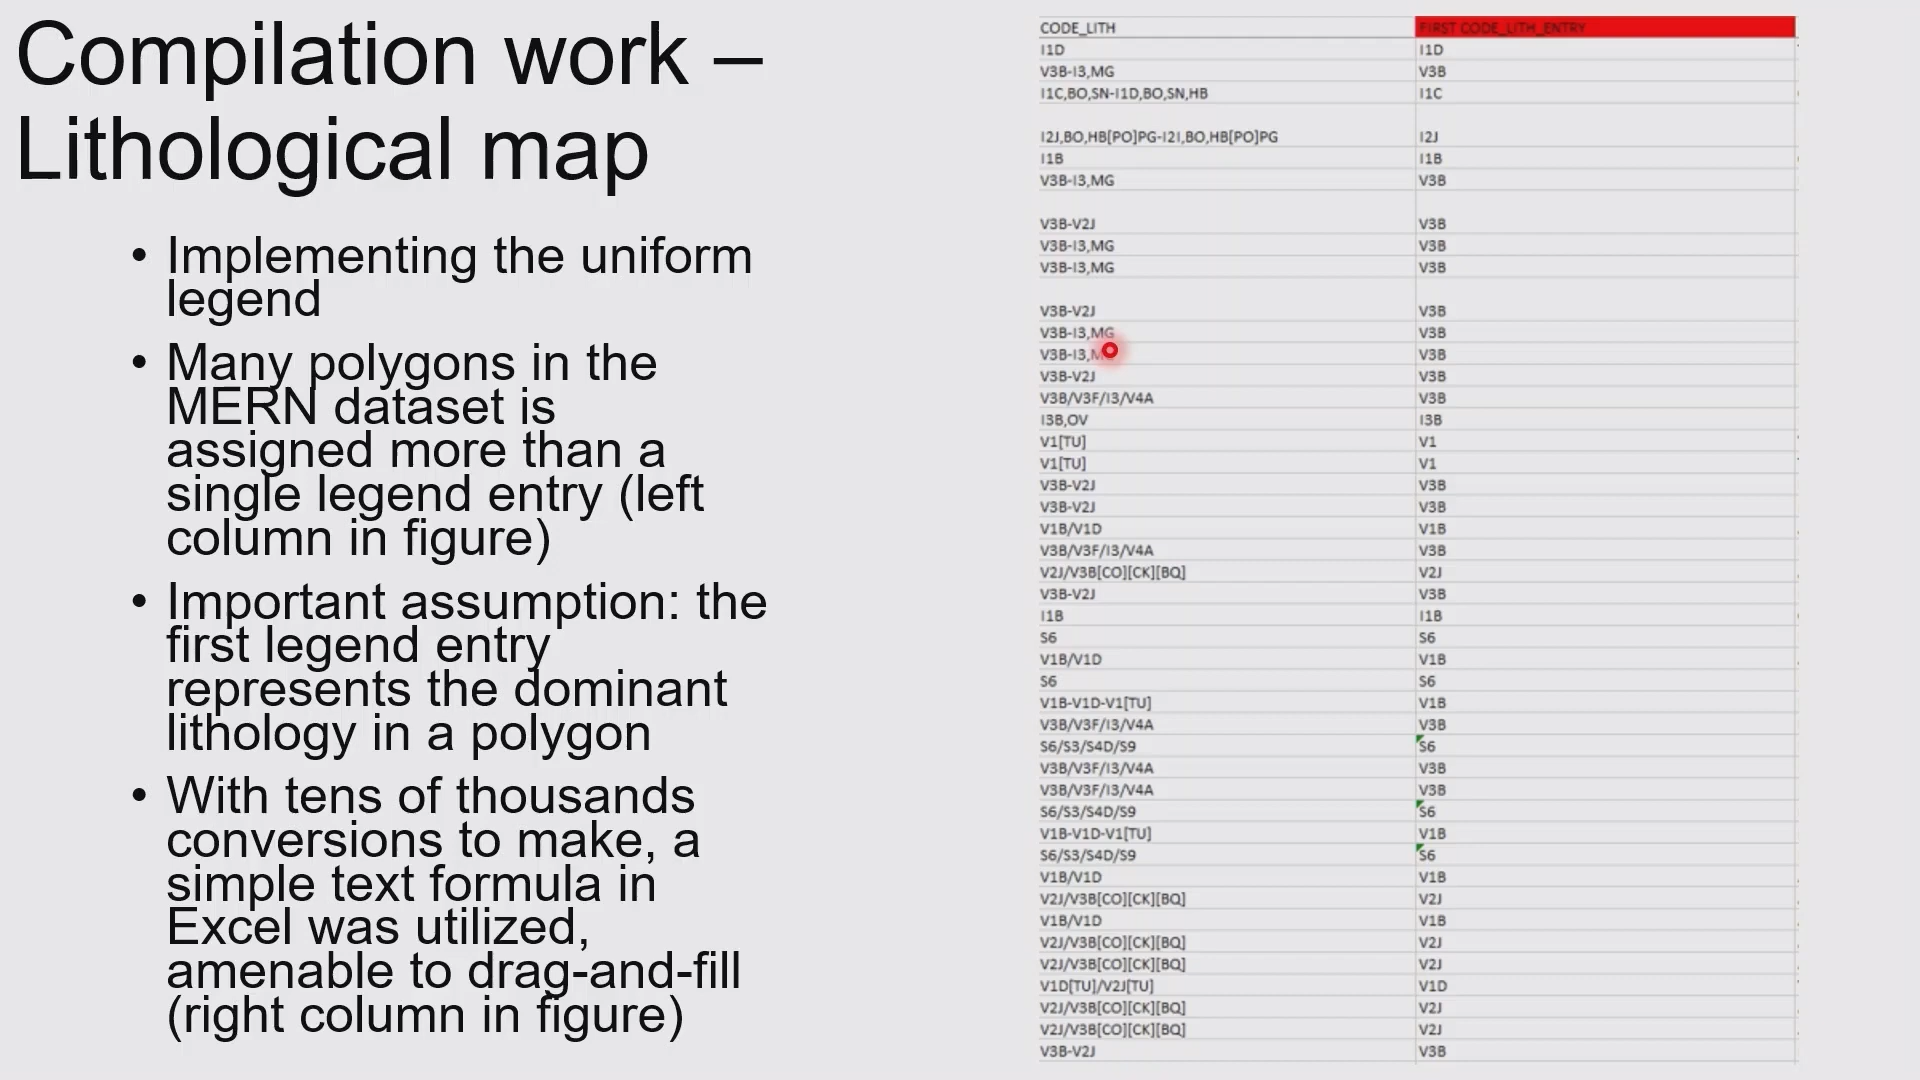 Compilation work –
Lithological map
• Implementing the uniform
legend
• Many polygons in the
MERN dataset is
assigned more than a
single legend entry (left
column in figure)
• Important assumption: the
first legend entry
represents the dominant
lithology in a polygon
• With tens of thousands
conversions to make, a
simple text formula in
Excel was utilized,
amenable to drag-and-fill
(right column in figure)
CODE_LITH FIRST CODE_LITH_ENTRY
I1D I1D
V3B-I3,MG V3B
I1C,BO,SN-I1D,BO,SN,HB I1C
I2J,BO,HB[PO]PG-I2I,BO,HB[PO]PG I2J
I1B I1B
V3B-I3,MG V3B
V3B-V2J V3B
V3B-I3,MG V3B
V3B-I3,MG V3B
V3B-V2J V3B
V3B-I3,MG V3B
V3B-I3,M V3B
V3B-V2J V3B
V3B/V3F/I3/V4A V3B
I3B,OV I3B
V1[TU] V1
V1[TU] V1
V3B-V2J V3B
V3B-V2J V3B
V1B/V1D V1B
V3B/V3F/I3/V4A V3B
V2J/V3B[CO][CK][BQ] V2J
V3B-V2J V3B
I1B I1B
S6 S6
V1B/V1D V1B
S6 S6
V1B-V1D-V1[TU] V1B
V3B/V3F/I3/V4A V3B
S6/S3/S4D/S9 S6
V3B/V3F/I3/V4A V3B
V3B/V3F/I3/V4A V3B
S6/S3/S4D/S9 S6
V1B-V1D-V1[TU] V1B
S6/S3/S4D/S9 S6
V1B/V1D V1B
V2J/V3B[CO][CK][BQ] V2J
V1B/V1D V1B
V2J/V3B[CO][CK][BQ] V2J
V2J/V3B[CO][CK][BQ] V2J
V1D[TU]/V2J[TU] V1D
V2J/V3B[CO][CK][BQ] V2J
V2J/V3B[CO][CK][BQ] V2J
V3B-V2J V3B